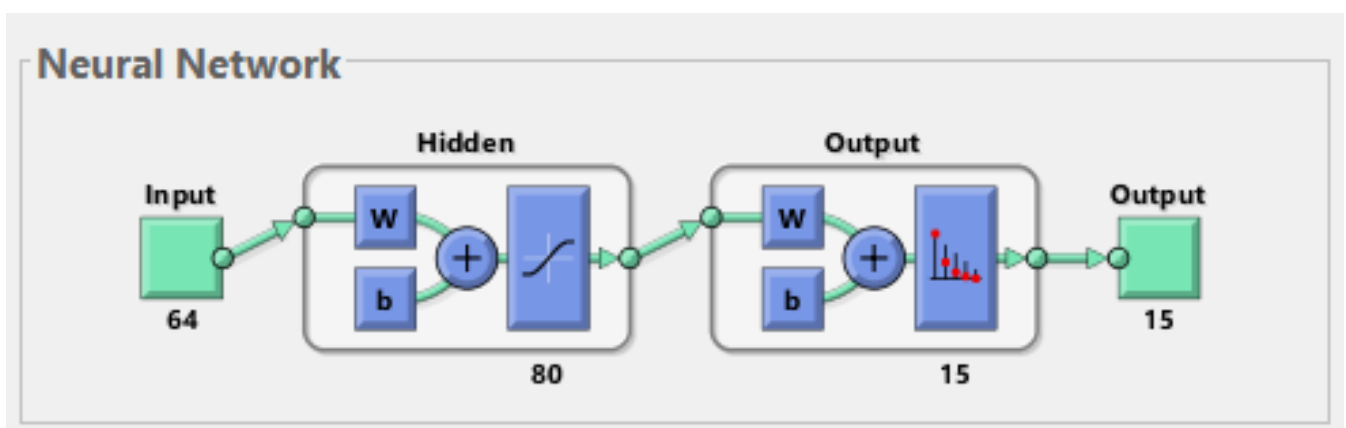 Neural Network
Hidden
Output
Input
Output
W
W
+
+
b
b
64
15
80
15